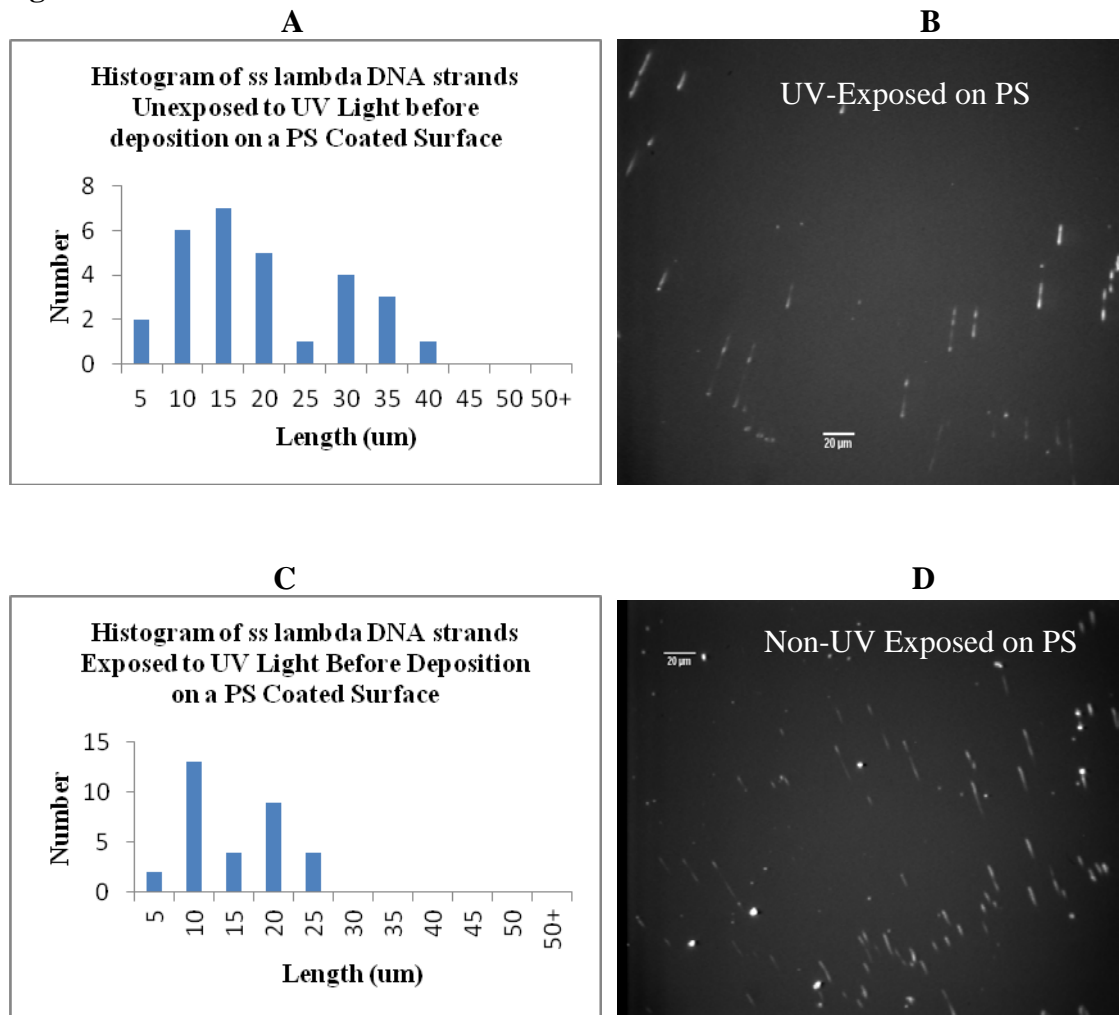 A
Histogram of ss lambda DNA strands
Unexposed to UV Light before
deposition on a PS Coated Surface
Number
8
6
4
2
0
5 10 15 20 25 30 35 40 45 50 50+
Length (um)
B
UV-Exposed on PS
20 µm
C
Histogram of ss lambda DNA strands
Exposed to UV Light Before Deposition
on a PS Coated Surface
Number
15
10
5
0
5 10 15 20 25 30 35 40 45 50 50+
Length (um)
D
Non-UV Exposed on PS
20 µm